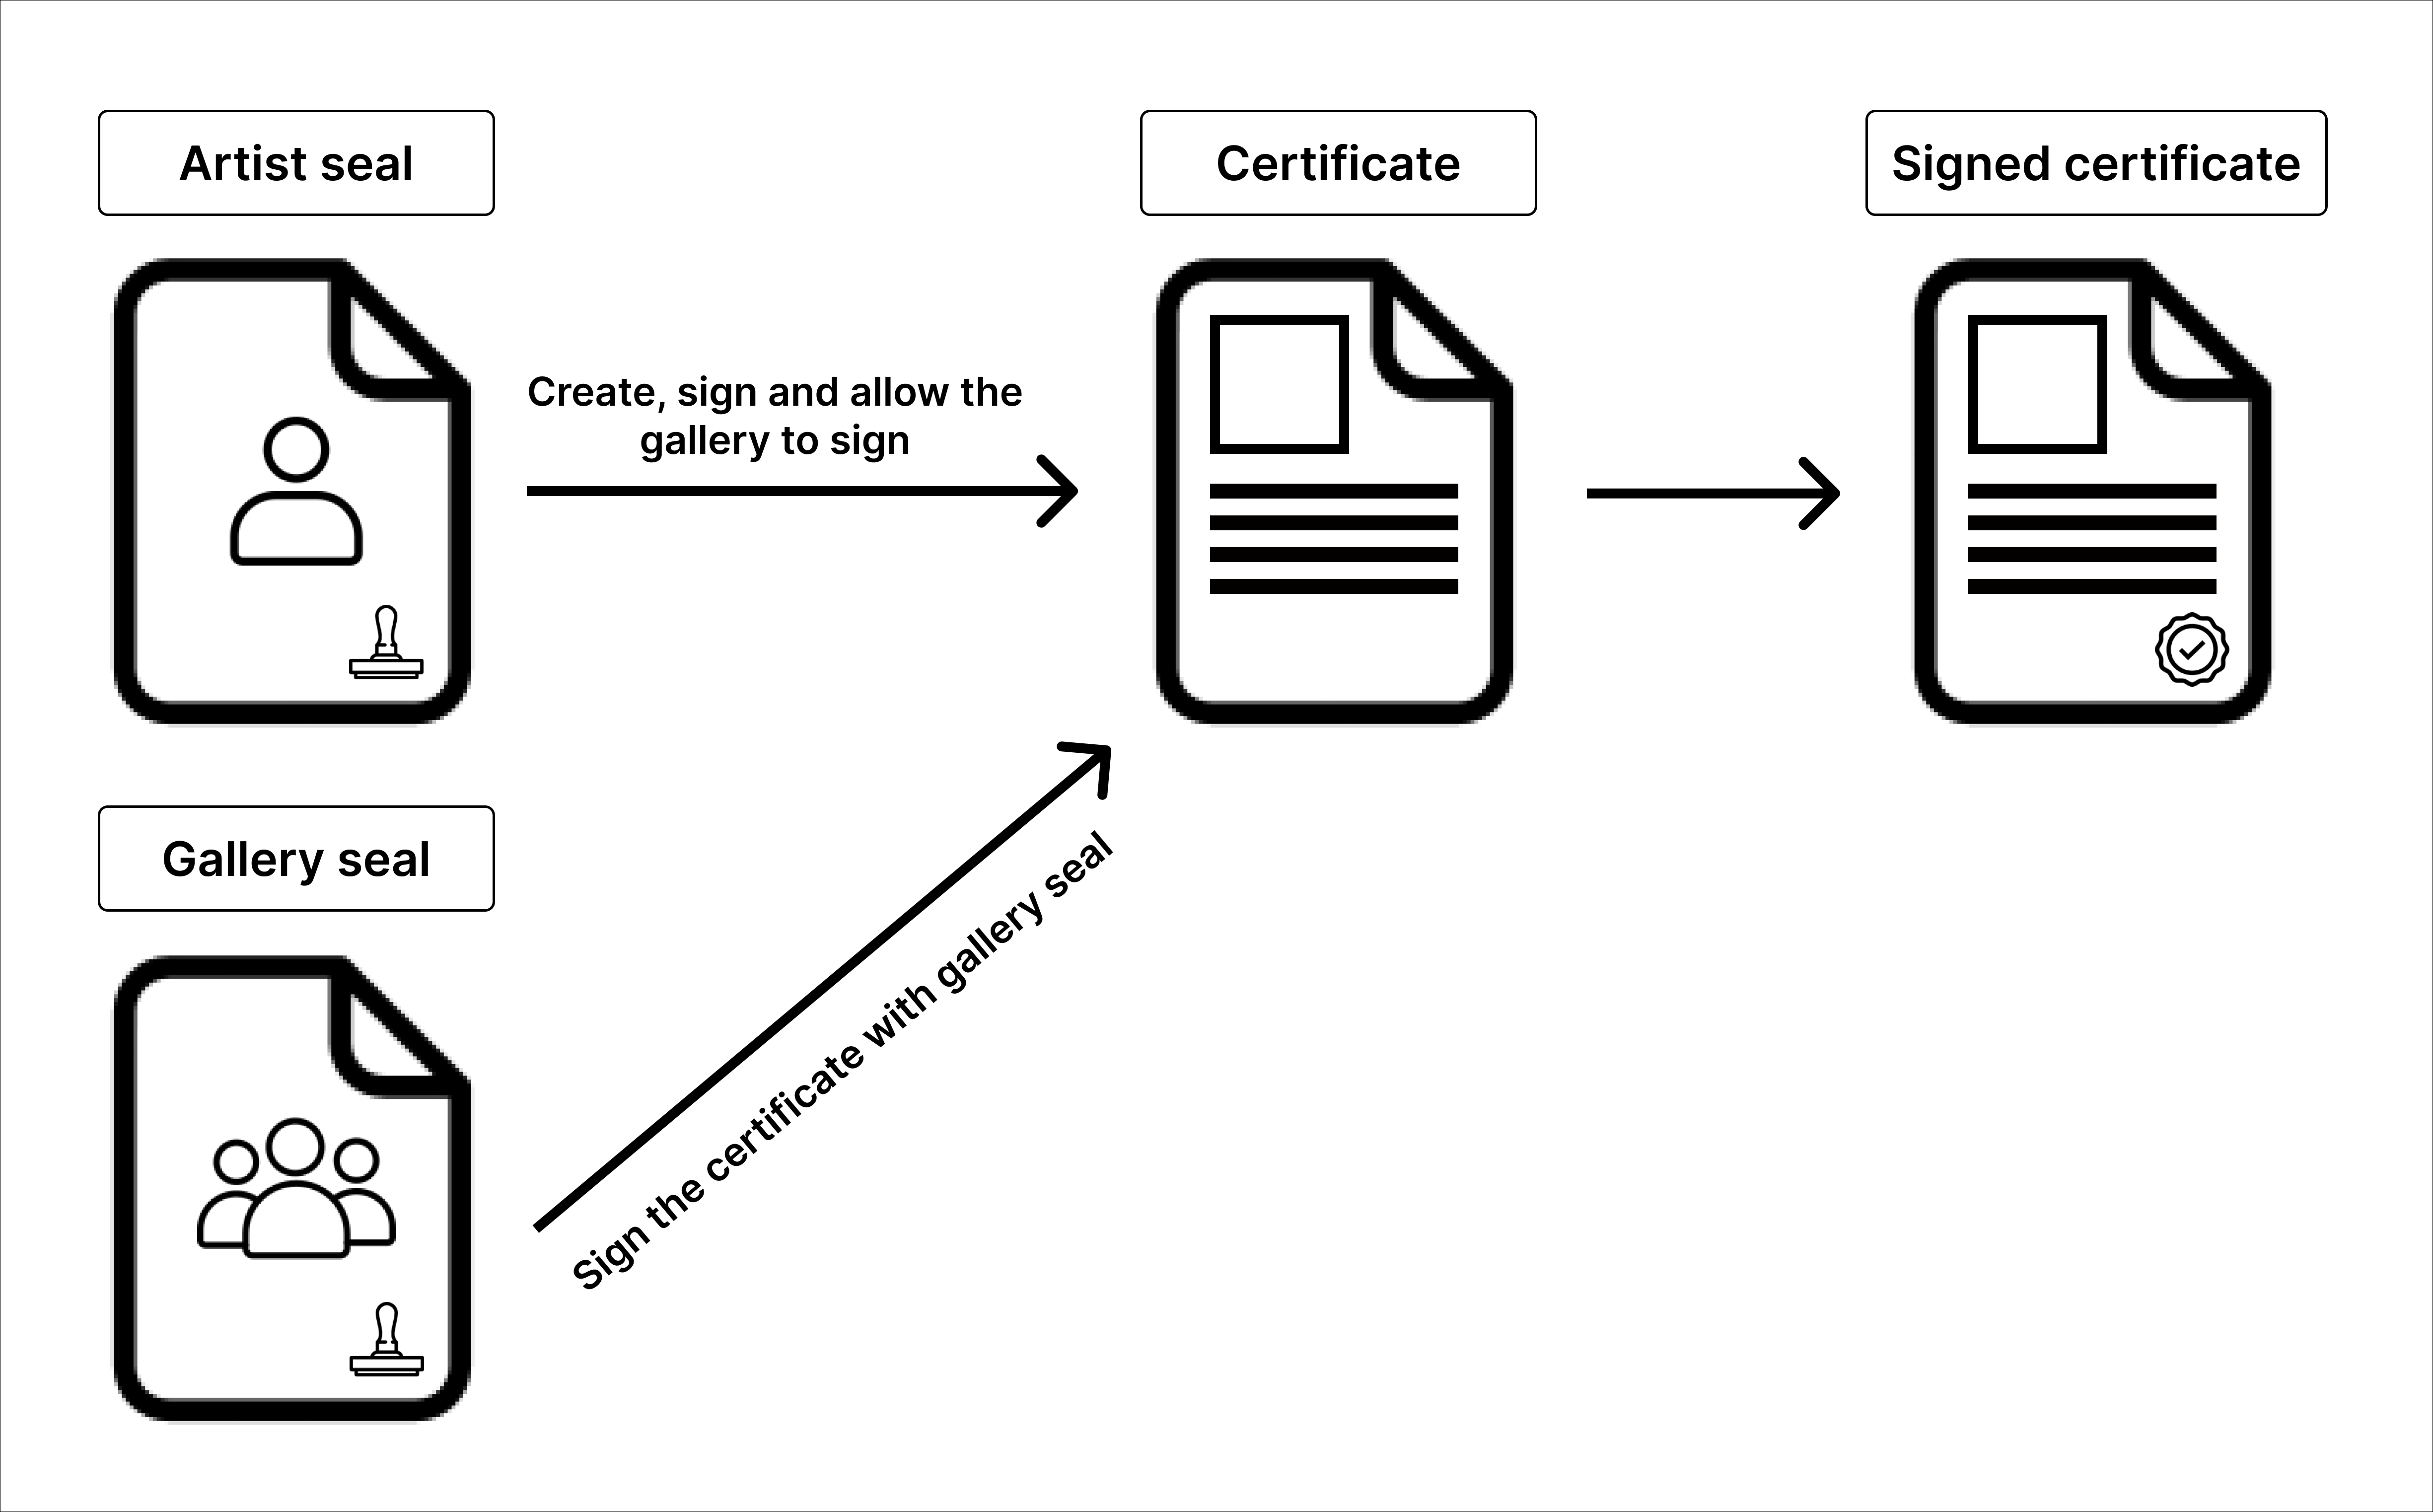 Artist seal
Certificate
Signed certificate
Create, sign and allow the
gallery to sign
Gallery seal
Sign the certificate with gallery seal